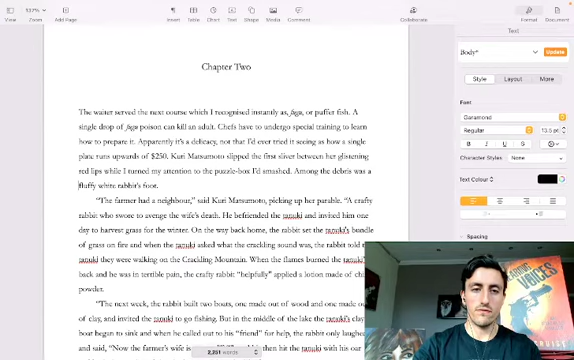 127%
View
Zoom
Add Page
Insert
Table
Chart
Text
Shape
Media
Comment
Collaborate
Format
Document
Text
Body*
Update
Style
Layout
More
Font
Garamond
Regular
13.5 pt
B I U S
Character Styles
None
Text Colour
Spacing
Chapter Two
The waiter served the next course which I recognised instantly as, fugu, or puffer fish. A
single drop of fugu poison can kill an adult. Chefs have to undergo special training to learn
how to prepare it. Apparently it's a delicacy, not that I'd ever tried it seeing as how a single
plate runs upwards of $250. Kuri Matsumoto slipped the first sliver between her glistening
red lips while I turned my attention to the puzzle-box I'd smashed. Among the debris was a
fluffy white rabbit's foot.
"The farmer had a neighbour," said Kuri Matsumoto, picking up her parable. "A crafty
rabbit who swore to avenge the wife's death. He befriended the tanuki and invited him one
day to harvest grass for the winter. On the way back home, the rabbit set the tanuki's bundle
of grass on fire and when the tanuki asked what the crackling sound was, the rabbit told
they were walking on the Crackling Mountain. When the flames burned the tanuki's
back and he was in terrible pain, the crafty rabbit "helpfully" applied a lotion made of
powder.
"The next week, the rabbit built two boats, one made out of wood and one made
of clay, and invited the tanuki to go fishing. But in the middle of the lake the tanuki's clay
boat began to sink and when he called out to his "friend" for help, the rabbit only
and said, "Now the farmer's wife then hit the tanuki with his oar
2,251 words
VOICES